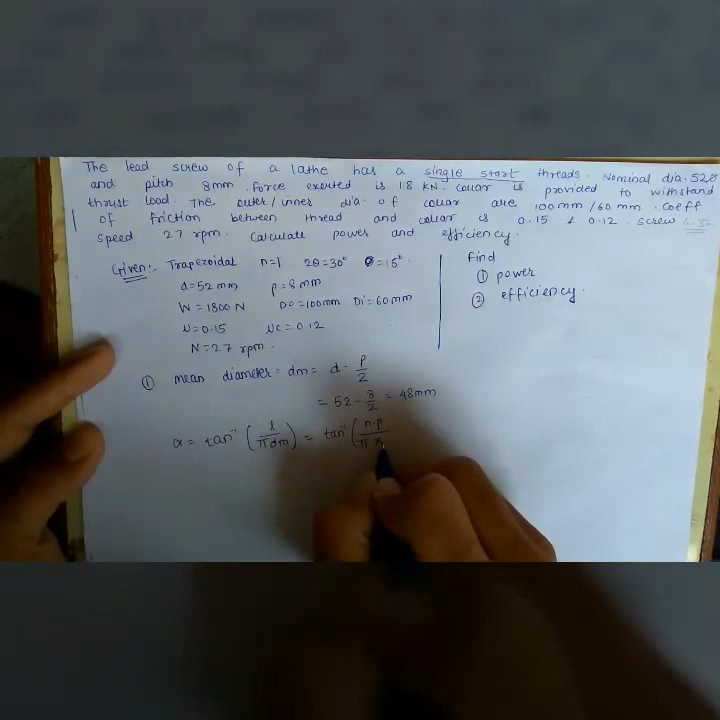 The lead screw of a lathe has a single start threads. Nominal dia. 52
and pitch 8mm. Force exerted is 18 KN. Collar is provided to withstand
thrust load. The outer/inner dia. of collar are 100mm/60mm. coeff
of friction between thread and collar is 0.15 & 0.12. screw
speed 27 rpm. Calculate power and efficiency.
Given:. Trapezoidal n=1 2θ=30° θ=15°
d=52mm p=8mm
W=1800N Do=100mm Di=60mm
μ=0.15 μc=0.12
N=27 rpm.
Find
① power
② efficiency.
① mean diameter = dm = d - p/2
= 52 - 8/2 = 48mm
α = tan⁻¹ (l/πdm) = tan⁻¹ (n.p/π x